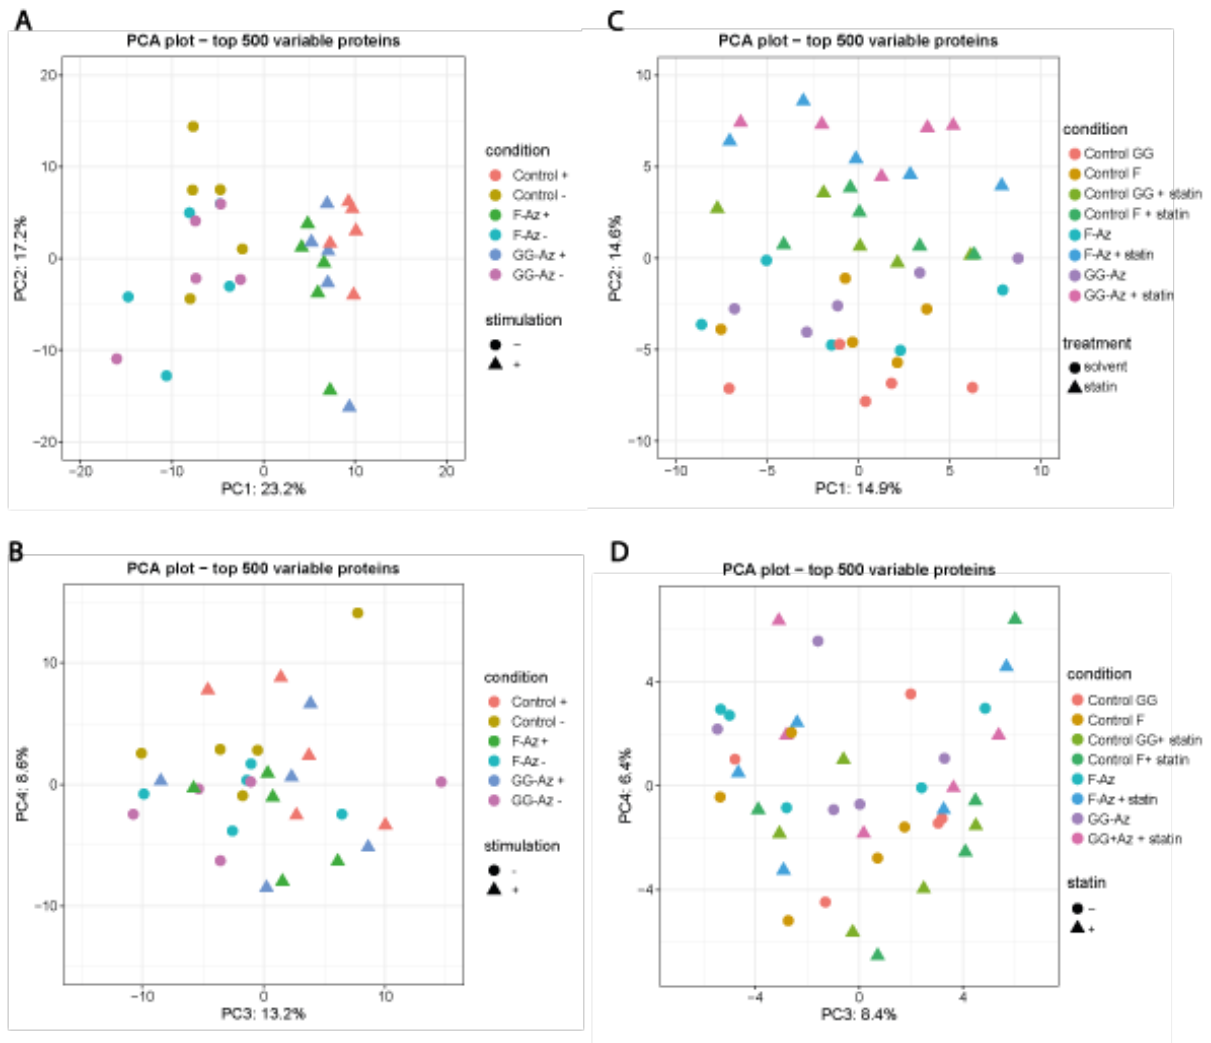 A
PCA plot − top 500 variable proteins
20
10
0
−10
−20
−20
−10
0
10
20
PC2: 17.2%
PC1: 23.2%
condition
Control +
Control -
F-Az +
F-Az -
GG-Az +
GG-Az -
stimulation
−
+
C
PCA plot − top 500 variable proteins
10
5
0
−5
−10
−10
−5
0
5
10
PC2: 14.6%
PC1: 14.9%
condition
Control GG
Control F
Control GG + statin
Control F + statin
F-Az
F-Az + statin
GG-Az
GG-Az + statin
treatment
solvent
statin
B
PCA plot − top 500 variable proteins
10
0
−10
−10
0
10
PC4: 8.6%
PC3: 13.2%
condition
Control +
Control -
F-Az +
F-Az -
GG-Az +
GG-Az -
stimulation
-
+
D
PCA plot − top 500 variable proteins
4
0
−4
−4
0
4
PC4: 6.4%
PC3: 8.4%
condition
Control GG
Control F
Control GG+ statin
Control F+ statin
F-Az
F-Az + statin
GG-Az
GG+Az + statin
statin
−
+